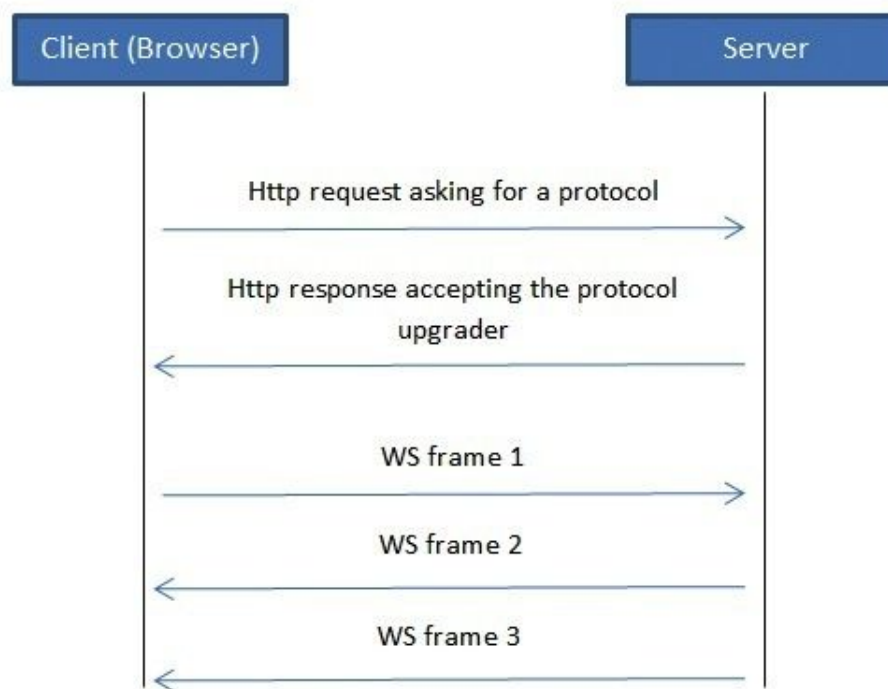 Client (Browser)
Server
Http request asking for a protocol
Http response accepting the protocol
upgrader
WS frame 1
WS frame 2
WS frame 3